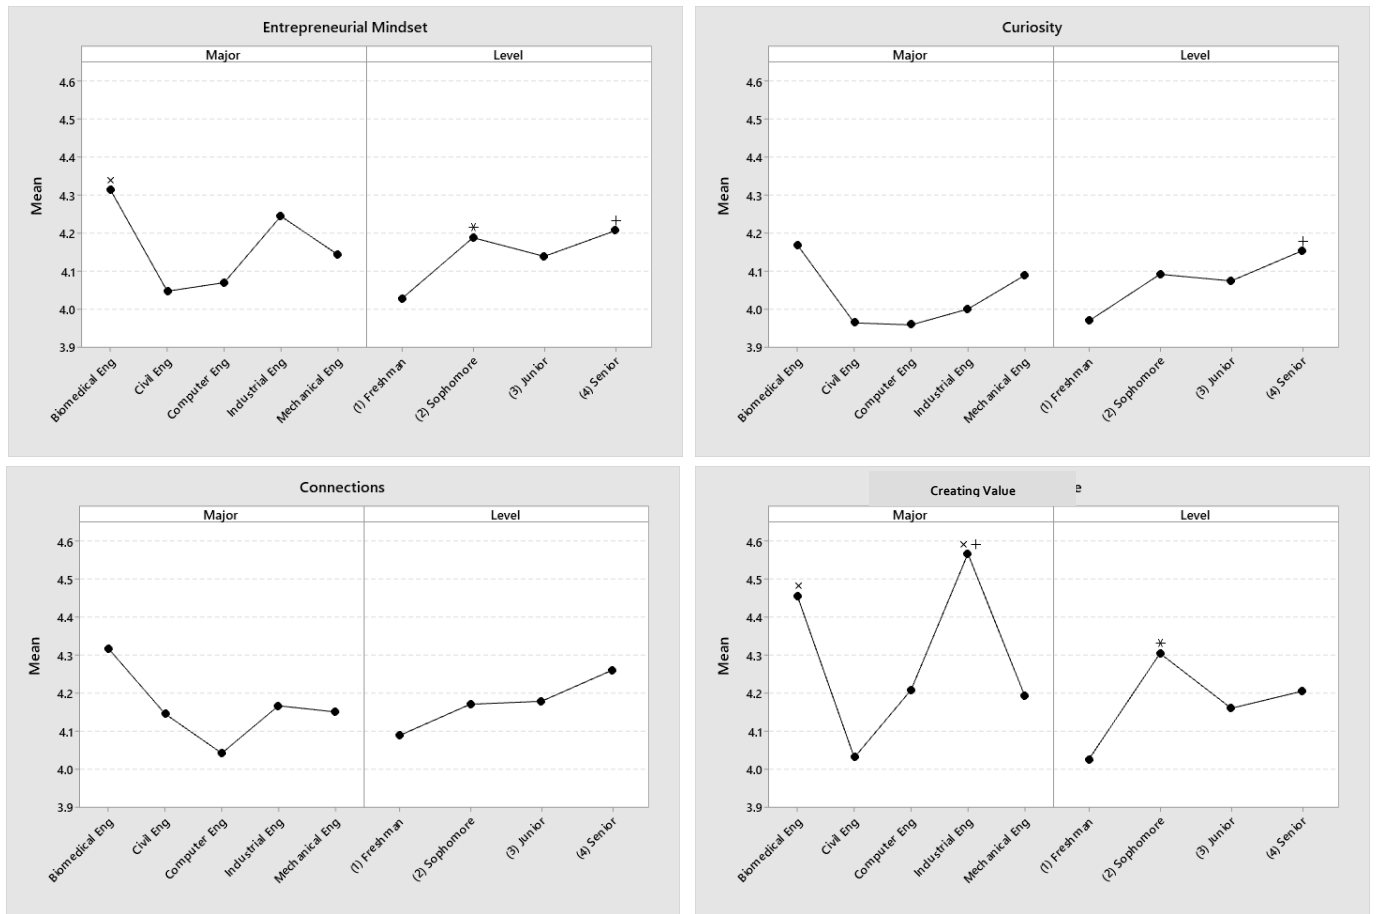 Entrepreneurial Mindset
Major Level
Mean
4.6
4.5
4.4
4.3
4.2
4.1
4.0
3.9
×
*
+
Biomedical Eng
Civil Eng
Computer Eng
Industrial Eng
Mechanical Eng
(1) Freshman
(2) Sophomore
(3) Junior
(4) Senior
Curiosity
Major Level
Mean
4.6
4.5
4.4
4.3
4.2
4.1
4.0
3.9
+
Biomedical Eng
Civil Eng
Computer Eng
Industrial Eng
Mechanical Eng
(1) Freshman
(2) Sophomore
(3) Junior
(4) Senior
Connections
Major Level
Mean
4.6
4.5
4.4
4.3
4.2
4.1
4.0
3.9
Biomedical Eng
Civil Eng
Computer Eng
Industrial Eng
Mechanical Eng
(1) Freshman
(2) Sophomore
(3) Junior
(4) Senior
Creating Value e
Major Level
Mean
4.6
4.5
4.4
4.3
4.2
4.1
4.0
3.9
×
× +
*
Biomedical Eng
Civil Eng
Computer Eng
Industrial Eng
Mechanical Eng
(1) Freshman
(2) Sophomore
(3) Junior
(4) Senior